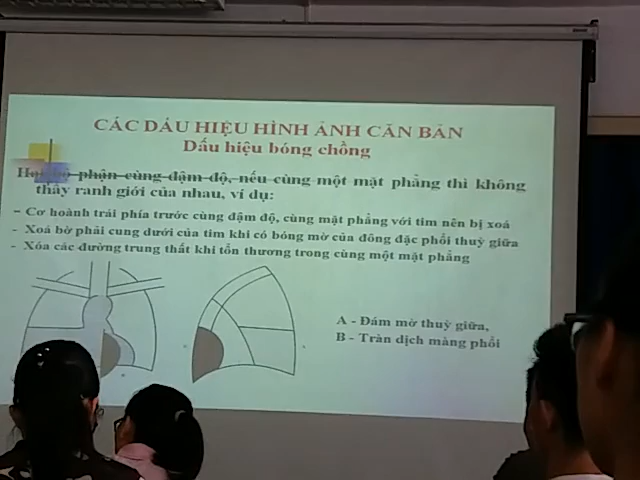 CÁC DẤU HIỆU HÌNH ẢNH CĂN BẢN
Dấu hiệu bóng chồng
Hai bộ phận cùng đậm độ, nếu cùng một mặt phẳng thì không
thấy ranh giới của nhau, ví dụ:
- Cơ hoành trái phía trước cùng đậm độ, cùng mặt phẳng với tim nên bị xoá
- Xoá bờ phải cung dưới của tim khi có bóng mờ của đông đặc phổi thuỳ giữa
- Xóa các đường trung thất khi tổn thương trong cùng một mặt phẳng
A - Đám mờ thuỳ giữa,
B - Tràn dịch màng phổi